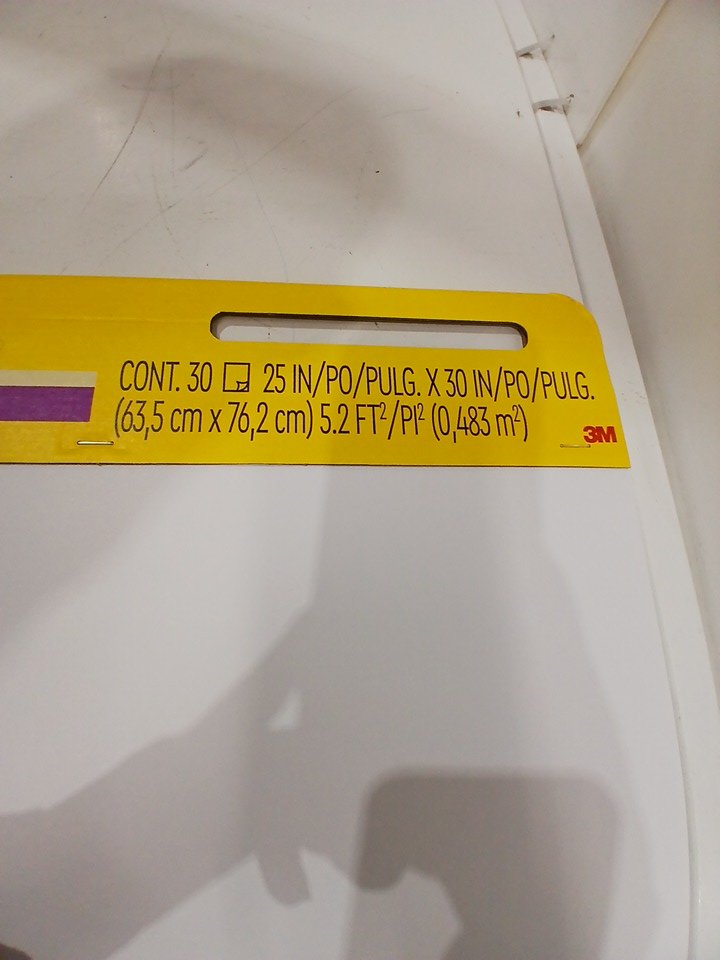 CONT. 30 25 IN/PO/PULG. X 30 IN/PO/PULG.
(63,5 cm x 76,2 cm) 5.2 FT²/PI² (0,483 m²)
3M